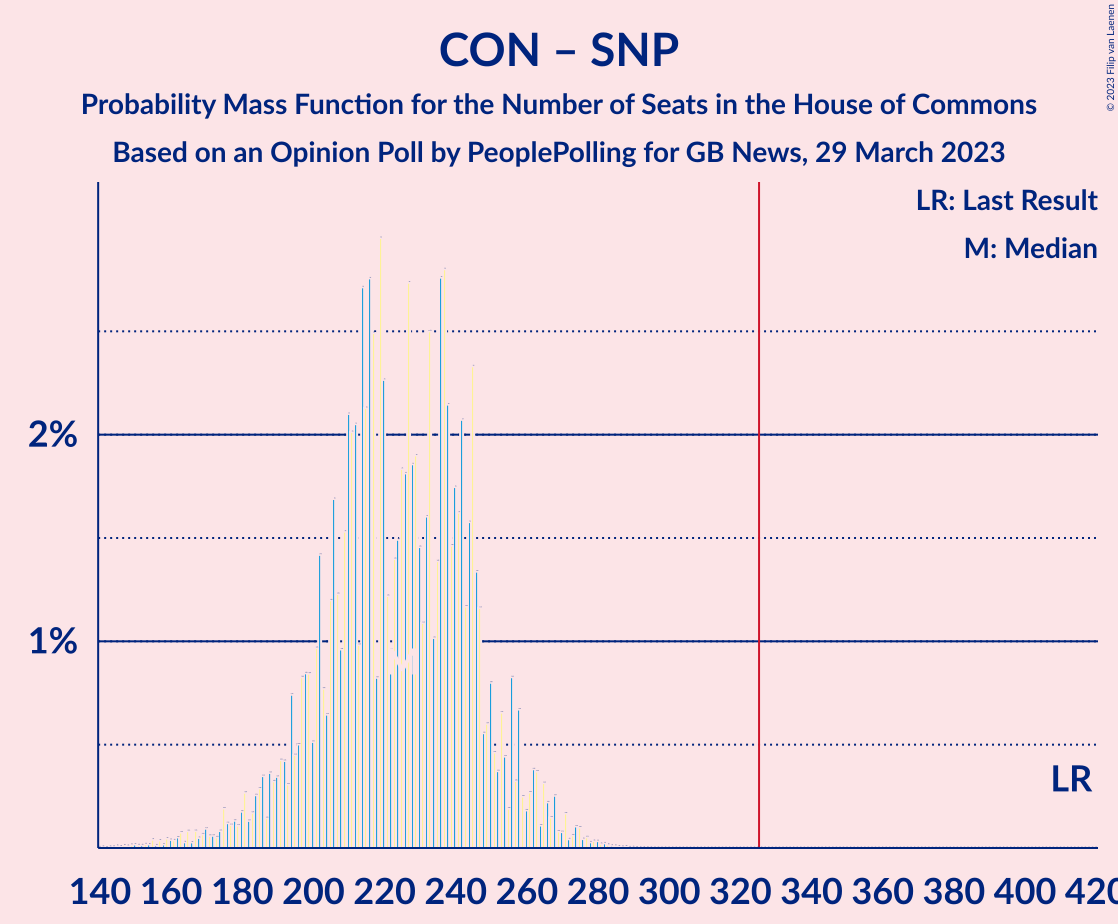 CON – SNP
Probability Mass Function for the Number of Seats in the House of Commons
Based on an Opinion Poll by PeoplePolling for GB News, 29 March 2023
© 2023 Filip van Laenen
LR: Last Result
M: Median
2%
1%
LR
140 160 180 200 220 240 260 280 300 320 340 360 380 400 420